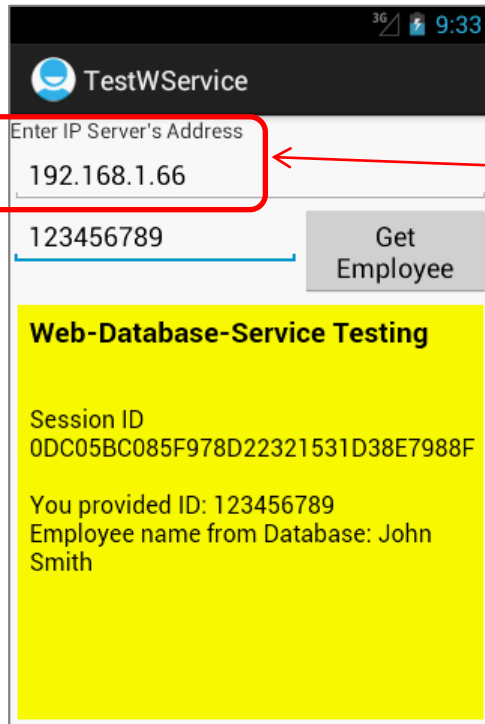 3G 9:33
TestWService
Enter IP Server's Address
192.168.1.66
123456789
Get
Employee
Web-Database-Service Testing
Session ID
0DC05BC085F978D22321531D38E7988F
You provided ID: 123456789
Employee name from Database: John
Smith